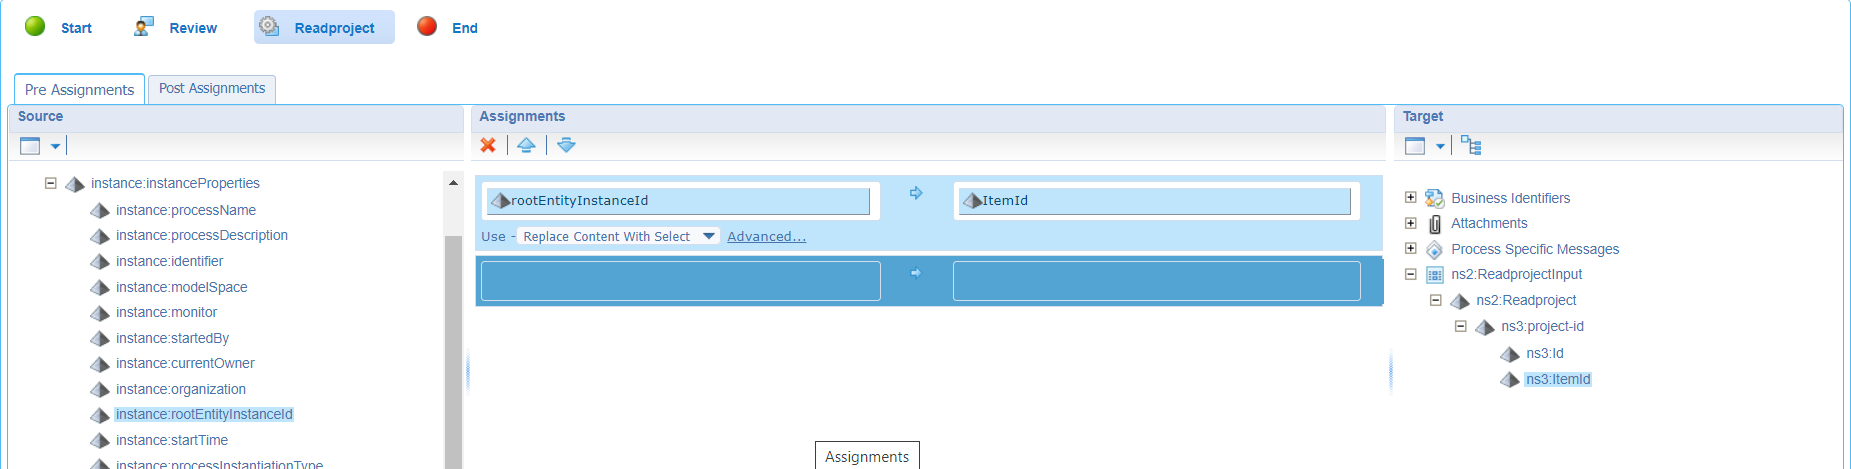 Start Review Readproject End
Pre Assignments Post Assignments
Source
instance:instanceProperties
instance:processName
instance:processDescription
instance:identifier
instance:modelSpace
instance:monitor
instance:startedBy
instance:currentOwner
instance:organization
instance:rootEntityInstanceId
instance:startTime
instance:processInstantiationType
Assignments
rootEntityInstanceId ItemId
Use - Replace Content With Select Advanced...
Assignments
Target
Business Identifiers
Attachments
Process Specific Messages
ns2:ReadprojectInput
ns2:Readproject
ns3:project-id
ns3:Id
ns3:ItemId